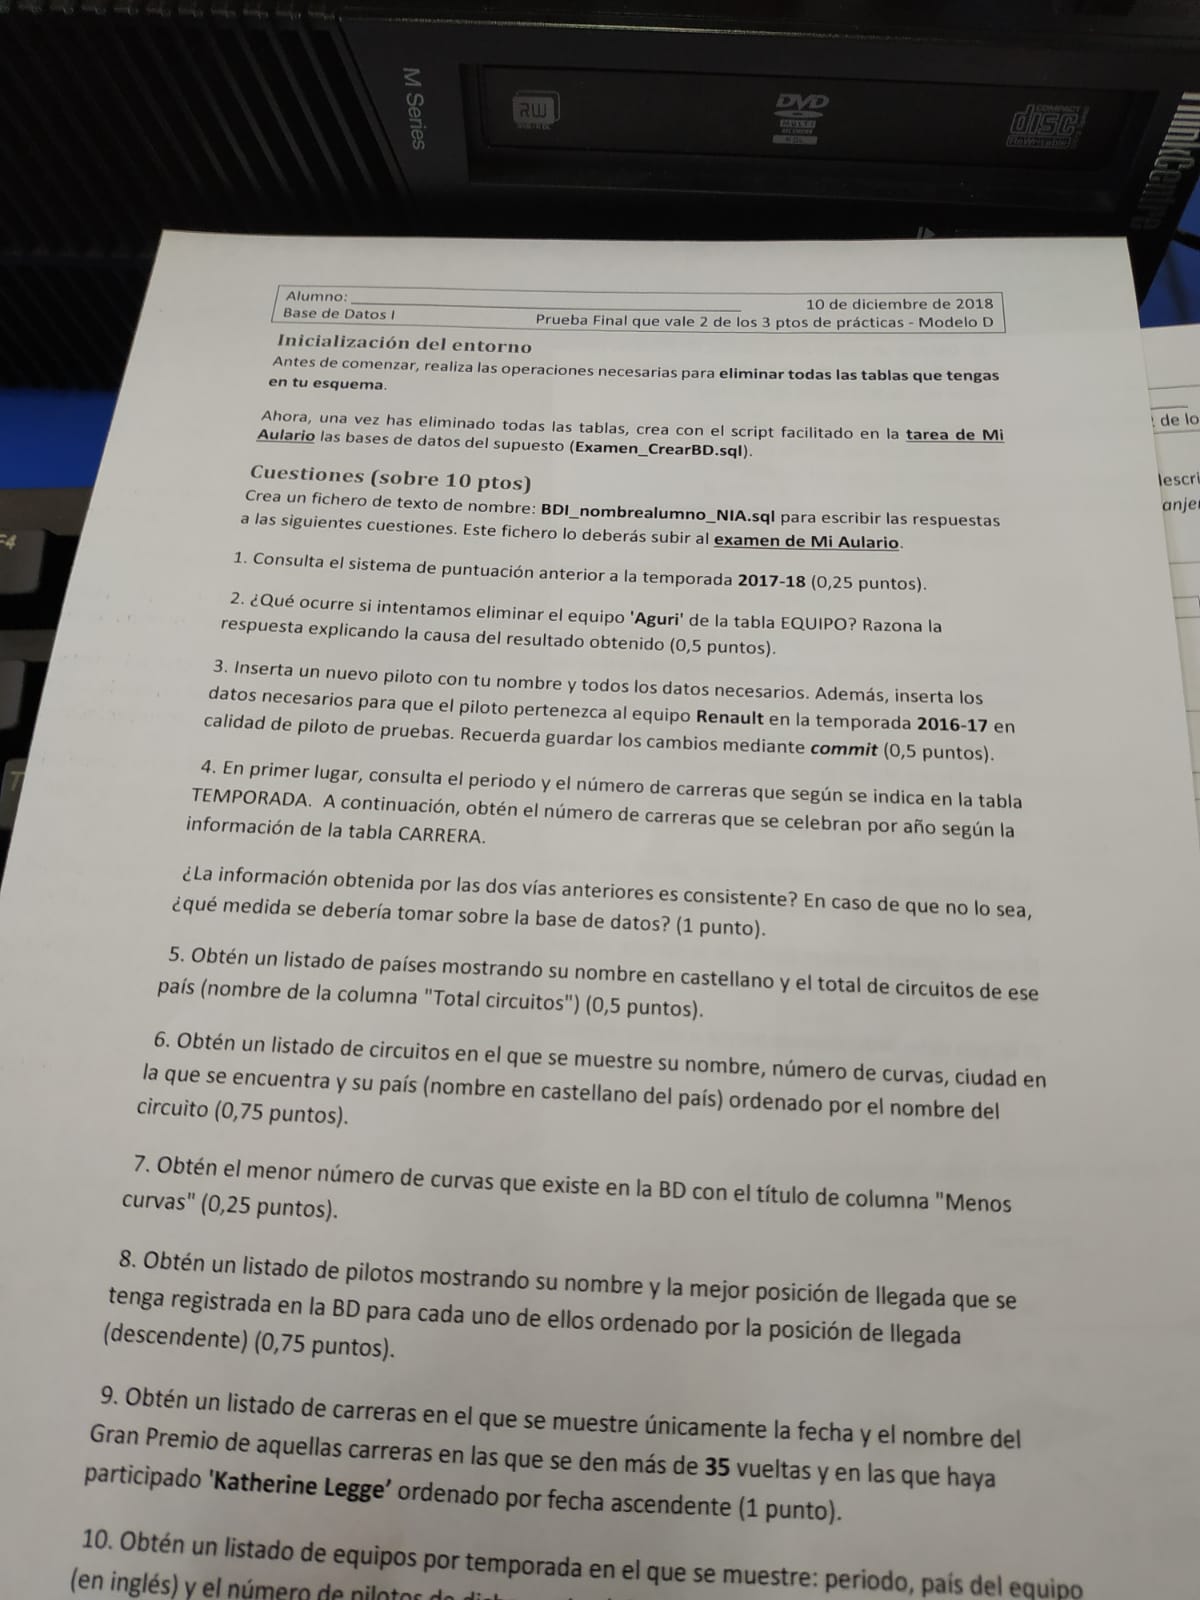 M Series
RW
DVD
MULTI
RECORDER
COMPACT
disc
ReWritable
ThinkCentre
F4
Alumno:
10 de diciembre de 2018
Base de Datos I
Prueba Final que vale 2 de los 3 ptos de prácticas - Modelo D
Inicialización del entorno
Antes de comenzar, realiza las operaciones necesarias para eliminar todas las tablas que tengas
en tu esquema.
Ahora, una vez has eliminado todas las tablas, crea con el script facilitado en la tarea de Mi
Aulario las bases de datos del supuesto (Examen_CrearBD.sql).
Cuestiones (sobre 10 ptos)
Crea un fichero de texto de nombre: BDI_nombrealumno_NIA.sql para escribir las respuestas
a las siguientes cuestiones. Este fichero lo deberás subir al examen de Mi Aulario.
1. Consulta el sistema de puntuación anterior a la temporada 2017-18 (0,25 puntos).
2. ¿Qué ocurre si intentamos eliminar el equipo 'Aguri' de la tabla EQUIPO? Razona la
respuesta explicando la causa del resultado obtenido (0,5 puntos).
3. Inserta un nuevo piloto con tu nombre y todos los datos necesarios. Además, inserta los
datos necesarios para que el piloto pertenezca al equipo Renault en la temporada 2016-17 en
calidad de piloto de pruebas. Recuerda guardar los cambios mediante commit (0,5 puntos).
4. En primer lugar, consulta el periodo y el número de carreras que según se indica en la tabla
TEMPORADA. A continuación, obtén el número de carreras que se celebran por año según la
información de la tabla CARRERA.
¿La información obtenida por las dos vías anteriores es consistente? En caso de que no lo sea,
¿qué medida se debería tomar sobre la base de datos? (1 punto).
5. Obtén un listado de países mostrando su nombre en castellano y el total de circuitos de ese
país (nombre de la columna "Total circuitos") (0,5 puntos).
6. Obtén un listado de circuitos en el que se muestre su nombre, número de curvas, ciudad en
la que se encuentra y su país (nombre en castellano del país) ordenado por el nombre del
circuito (0,75 puntos).
7. Obtén el menor número de curvas que existe en la BD con el título de columna "Menos
curvas" (0,25 puntos).
8. Obtén un listado de pilotos mostrando su nombre y la mejor posición de llegada que se
tenga registrada en la BD para cada uno de ellos ordenado por la posición de llegada
(descendente) (0,75 puntos).
9. Obtén un listado de carreras en el que se muestre únicamente la fecha y el nombre del
Gran Premio de aquellas carreras en las que se den más de 35 vueltas y en las que haya
participado 'Katherine Legge' ordenado por fecha ascendente (1 punto).
10. Obtén un listado de equipos por temporada en el que se muestre: periodo, país del equipo
(en inglés) y el número de pilotos de
de lo